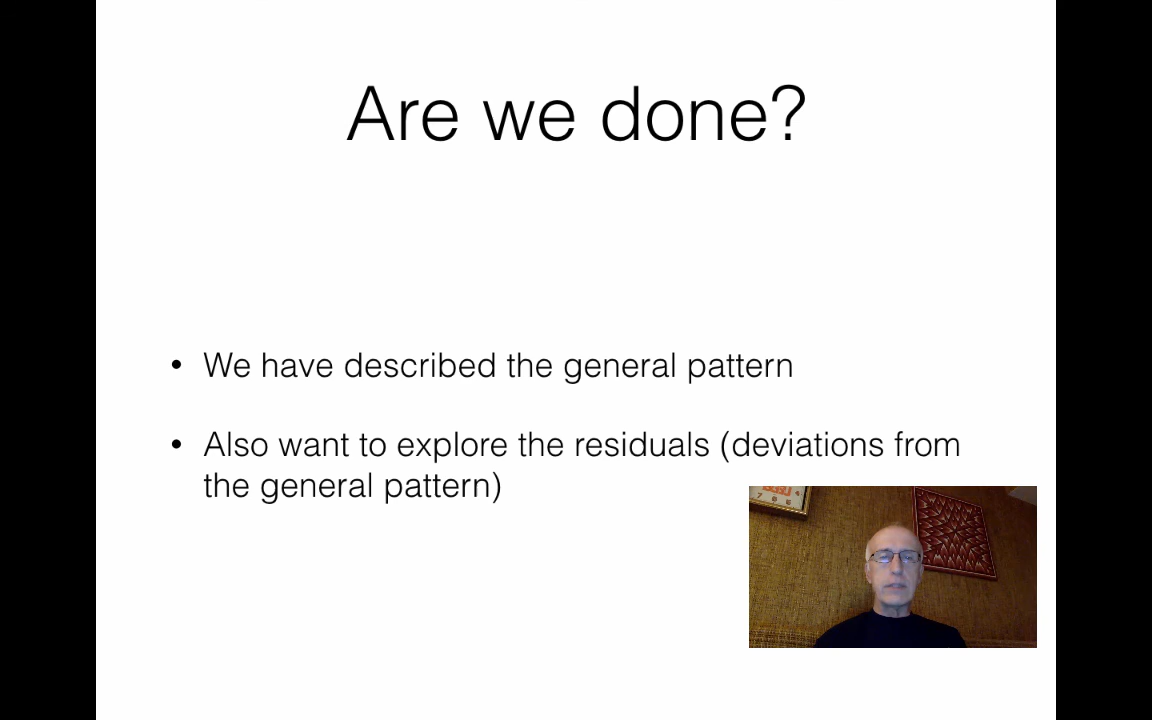 Are we done?
• We have described the general pattern
• Also want to explore the residuals (deviations from
the general pattern)